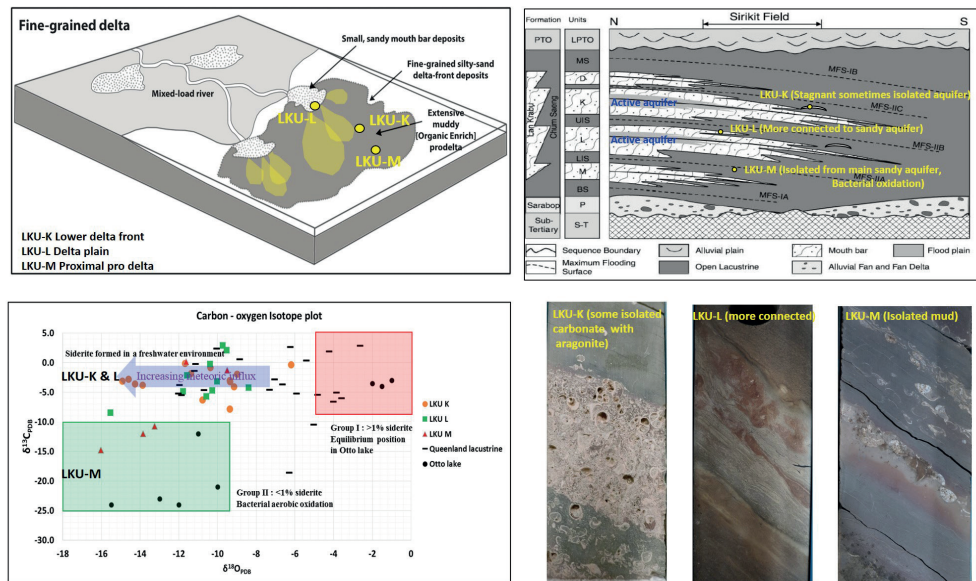 Fine-grained delta
Small, sandy mouth bar deposits
Fine-grained silty-sand
delta-front deposits
Mixed-load river
LKU-L
LKU-K
Extensive
muddy
[Organic Enrich]
prodelta
LKU-M
LKU-K Lower delta front
LKU-L Delta plain
LKU-M Proximal pro delta
Sirikit Field
Formation
Units
N
S
PTO
LPTO
MS
D
K
UIS
L
LIS
M
BS
Sarabop
P
Sub-
Tertiary
S-T
Lan Krabu
Chum Saeng
MFS-IB
LKU-K (Stagnant sometimes isolated aquifer)
Active aquifer
MFS-IIC
LKU-L (More connected to sandy aquifer)
Active aquifer
MFS-IIB
LKU-M (Isolated from main sandy aquifer,
Bacterial oxidation)
MFS-IIA
MFS-IA
Sequence Boundary
Alluvial plain
Mouth bar
Flood plain
Maximum Flooding
Surface
Open Lacustrine
Alluvial Fan and Fan Delta
Carbon - oxygen Isotope plot
5.0
0.0
-5.0
-10.0
-15.0
-20.0
-25.0
-30.0
δ¹³C PDB
Siderite formed in a freshwater environment
LKU-K & L
Increasing meteoric influx
LKU-M
Group I : >1% siderite
Equilibrium position
in Otto lake
Group II : <1% siderite
Bacterial aerobic oxidation
LKU K
LKU L
LKU M
Queenland lacustrine
Otto lake
-18
-16
-14
-12
-10
-8
-6
-4
-2
0
δ¹⁸O PDB
LKU-K (some isolated
carbonate, with
aragonite)
LKU-L (more connected)
LKU-M (Isolated mud)